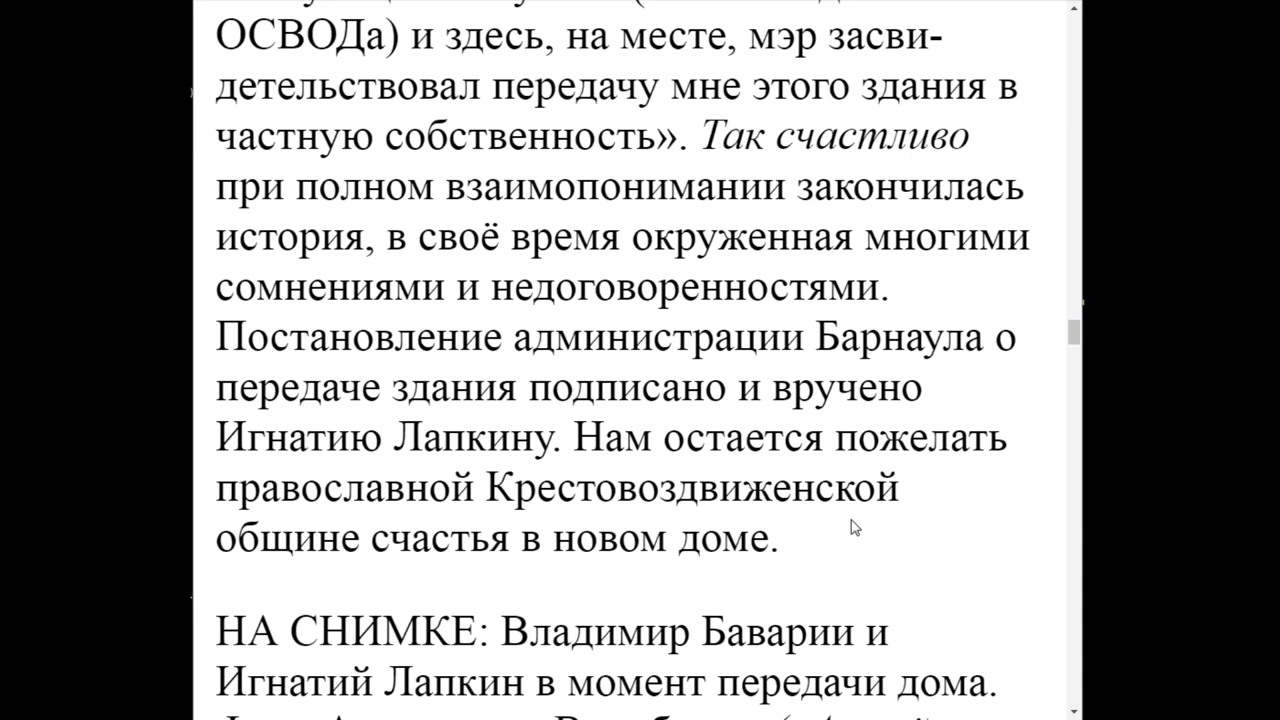 ОСВОДа) и здесь, на месте, мэр засви-
детельствовал передачу мне этого здания в
частную собственность». Так счастливо
при полном взаимопонимании закончилась
история, в своё время окруженная многими
сомнениями и недоговоренностями.
Постановление администрации Барнаула о
передаче здания подписано и вручено
Игнатию Лапкину. Нам остается пожелать
православной Крестовоздвиженской
общине счастья в новом доме.
НА СНИМКЕ: Владимир Баварии и
Игнатий Лапкин в момент передачи дома.